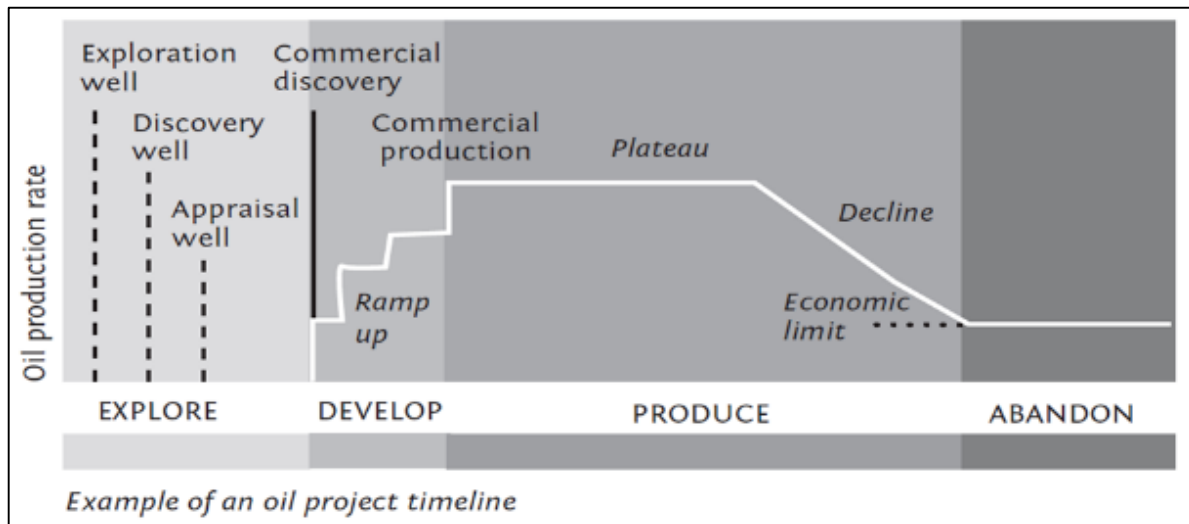 Exploration
well
Commercial
discovery
Discovery
well
Commercial
production
Plateau
Appraisal
well
Decline
Ramp
up
Economic
limit
Oil production rate
EXPLORE
DEVELOP
PRODUCE
ABANDON
Example of an oil project timeline